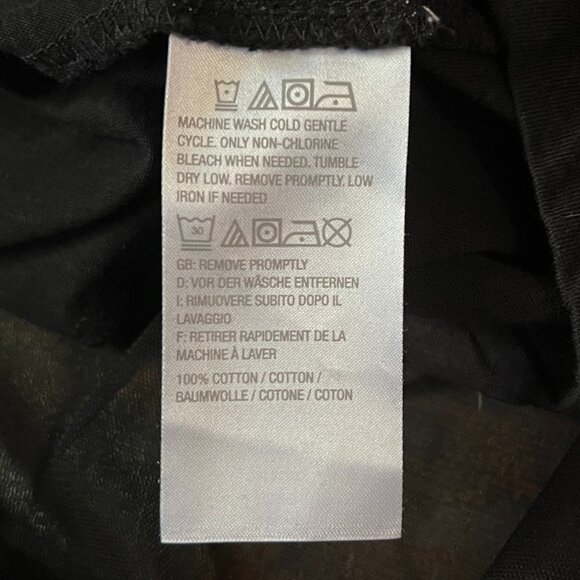 MACHINE WASH COLD GENTLE
CYCLE. ONLY NON-CHLORINE
BLEACH WHEN NEEDED. TUMBLE
DRY LOW. REMOVE PROMPTLY. LOW
IRON IF NEEDED
30
GB: REMOVE PROMPTLY
D: VOR DER WÄSCHE ENTFERNEN
I: RIMUOVERE SUBITO DOPO IL
LAVAGGIO
F: RETIRER RAPIDEMENT DE LA
MACHINE À LAVER
100% COTTON / COTTON /
BAUMWOLLE / COTONE / COTON